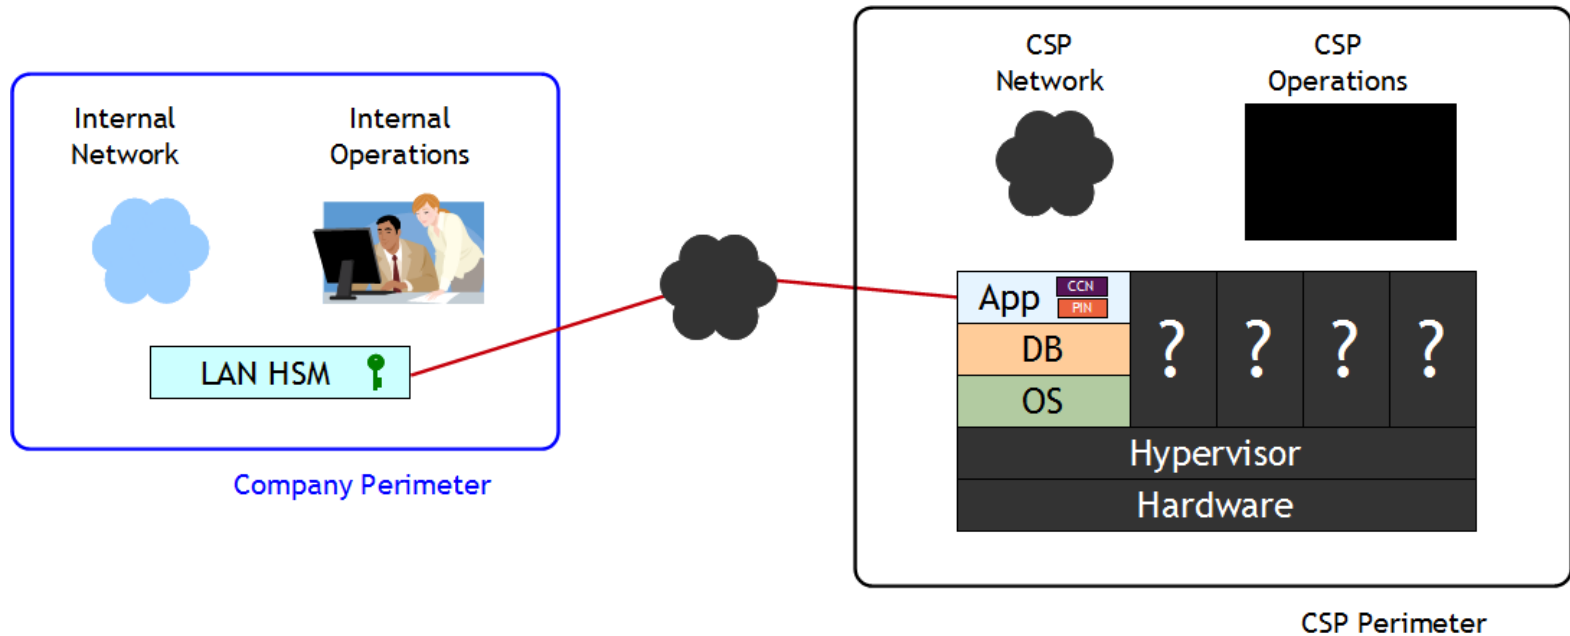 Internal
Network
Internal
Operations
LAN HSM
Company Perimeter
CSP
Network
CSP
Operations
App
CCN
PIN
DB
OS
? ? ? ?
Hypervisor
Hardware
CSP Perimeter